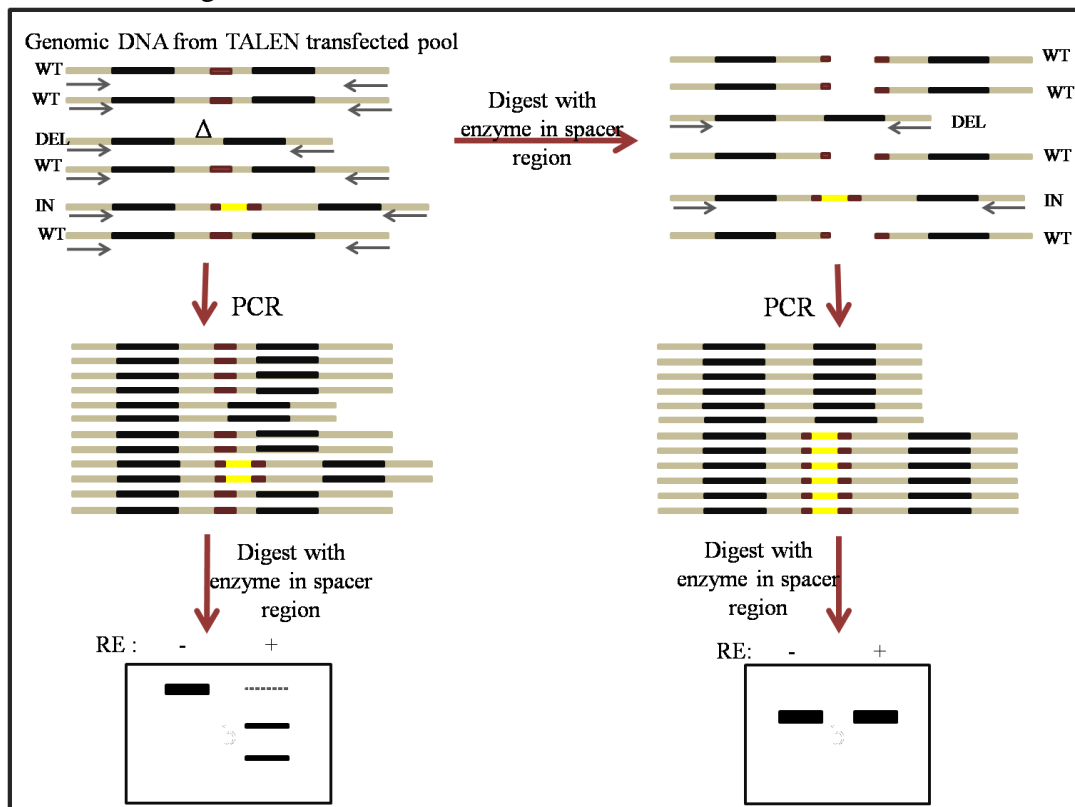 Genomic DNA from TALEN transfected pool
WT
WT
Δ
DEL
WT
IN
WT
Digest with
enzyme in spacer
region
WT
WT
DEL
WT
IN
WT
PCR
PCR
Digest with
enzyme in spacer
region
Digest with
enzyme in spacer
region
RE : - +
RE: - +